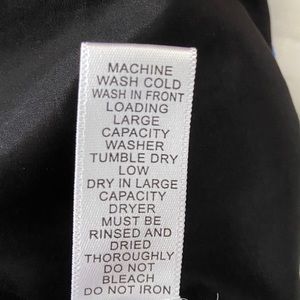 MACHINE
WASH COLD
WASH IN FRONT
LOADING
LARGE
CAPACITY
WASHER
TUMBLE DRY
LOW
DRY IN LARGE
CAPACITY
DRYER
MUST BE
RINSED AND
DRIED
THOROUGHLY
DO NOT
BLEACH
DO NOT IRON